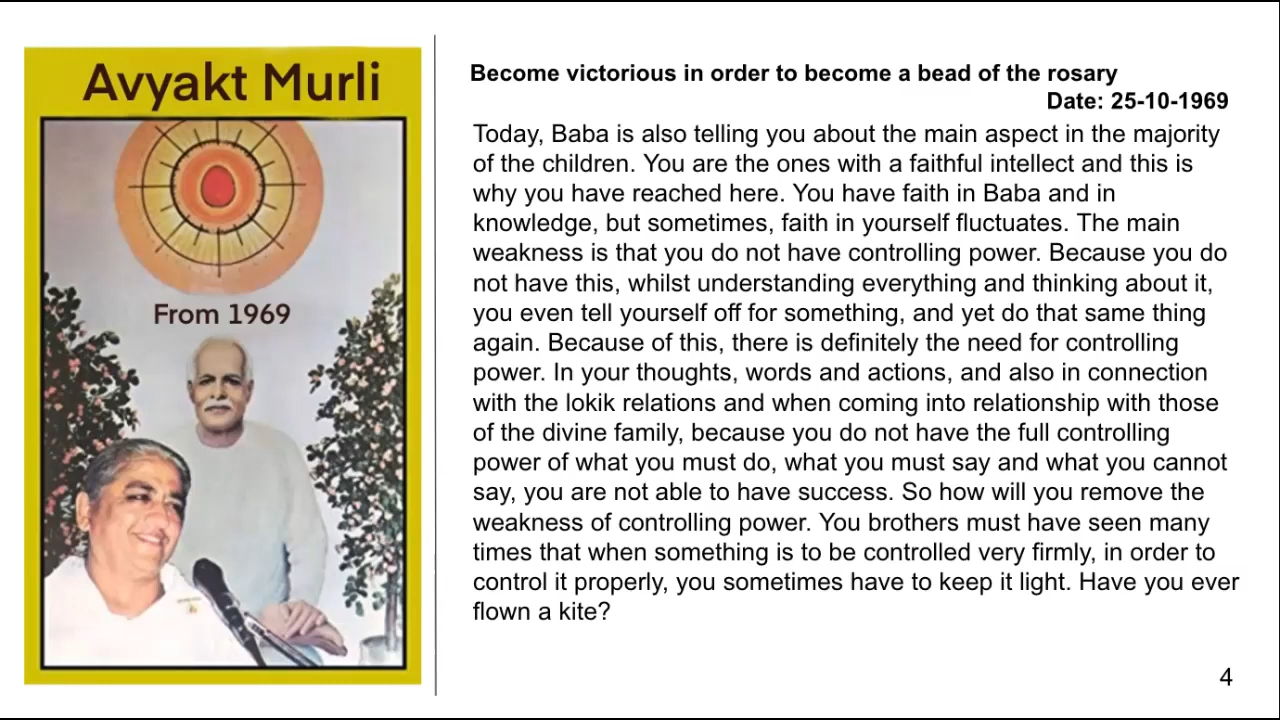 Avyakt Murli
From 1969
Become victorious in order to become a bead of the rosary
Date: 25-10-1969
Today, Baba is also telling you about the main aspect in the majority
of the children. You are the ones with a faithful intellect and this is
why you have reached here. You have faith in Baba and in
knowledge, but sometimes, faith in yourself fluctuates. The main
weakness is that you do not have controlling power. Because you do
not have this, whilst understanding everything and thinking about it,
you even tell yourself off for something, and yet do that same thing
again. Because of this, there is definitely the need for controlling
power. In your thoughts, words and actions, and also in connection
with the lokik relations and when coming into relationship with those
of the divine family, because you do not have the full controlling
power of what you must do, what you must say and what you cannot
say, you are not able to have success. So how will you remove the
weakness of controlling power. You brothers must have seen many
times that when something is to be controlled very firmly, in order to
control it properly, you sometimes have to keep it light. Have you ever
flown a kite?
4